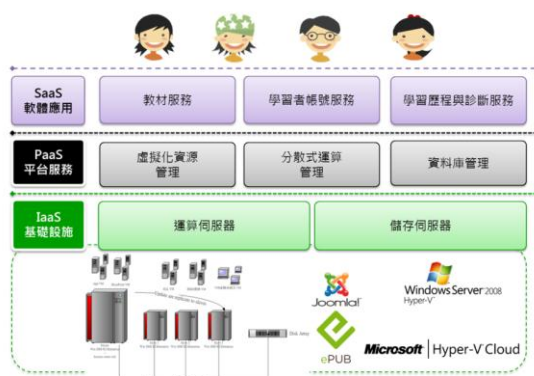 SaaS
軟體應用
教材服務
學習者帳號服務
學習歷程與診斷服務
PaaS
平台服務
虛擬化資源
管理
分散式運算
管理
資料庫管理
IaaS
基礎設施
運算伺服器
儲存伺服器
Joomla!
Windows Server 2008
Hyper-V
ePUB
Microsoft | Hyper-V Cloud
Disk Array